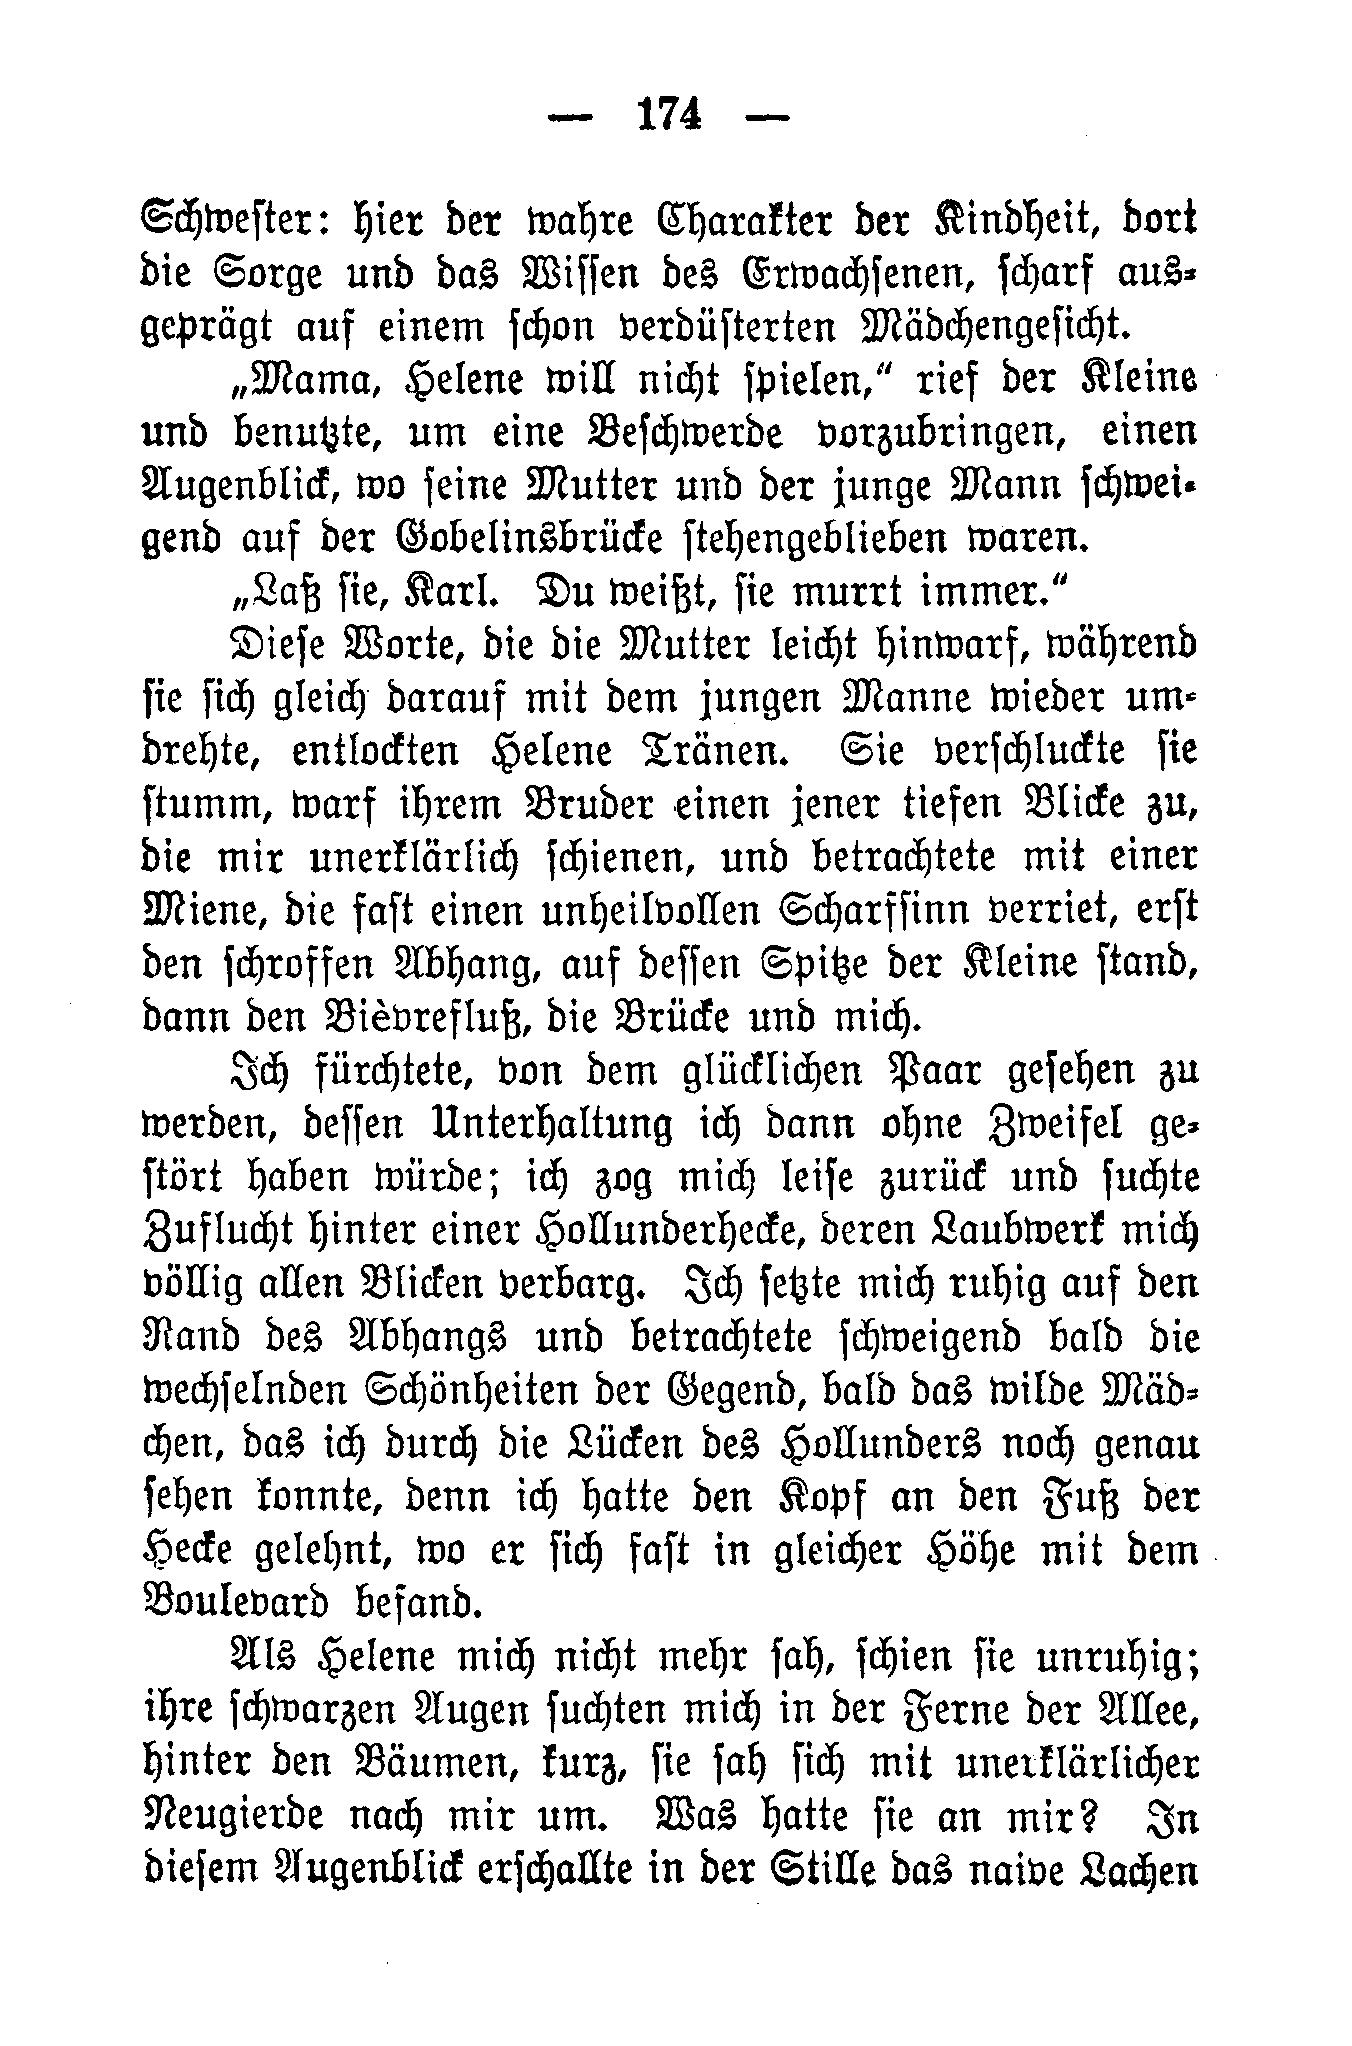 — 174 —
Schwester: hier der wahre Charakter der Kindheit, dort
die Sorge und das Wissen des Erwachsenen, scharf aus-
geprägt auf einem schon verdüsterten Mädchengesicht.
„Mama, Helene will nicht spielen,“ rief der Kleine
und benutzte, um eine Beschwerde vorzubringen, einen
Augenblick, wo seine Mutter und der junge Mann schwei-
gend auf der Gobelinsbrücke stehengeblieben waren.
„Laß sie, Karl. Du weißt, sie murrt immer.“
Diese Worte, die die Mutter leicht hinwarf, während
sie sich gleich darauf mit dem jungen Manne wieder um-
drehte, entlockten Helene Tränen. Sie verschluckte sie
stumm, warf ihrem Bruder einen jener tiefen Blicke zu,
die mir unerklärlich schienen, und betrachtete mit einer
Miene, die fast einen unheilvollen Scharfsinn verriet, erst
den schroffen Abhang, auf dessen Spitze der Kleine stand,
dann den Bièvrefluß, die Brücke und mich.
Ich fürchtete, von dem glücklichen Paar gesehen zu
werden, dessen Unterhaltung ich dann ohne Zweifel ge-
stört haben würde; ich zog mich leise zurück und suchte
Zuflucht hinter einer Hollunderhecke, deren Laubwerk mich
völlig allen Blicken verbarg. Ich setzte mich ruhig auf den
Rand des Abhangs und betrachtete schweigend bald die
wechselnden Schönheiten der Gegend, bald das wilde Mäd-
chen, das ich durch die Lücken des Hollunders noch genau
sehen konnte, denn ich hatte den Kopf an den Fuß der
Hecke gelehnt, wo er sich fast in gleicher Höhe mit dem
Boulevard befand.
Als Helene mich nicht mehr sah, schien sie unruhig;
ihre schwarzen Augen suchten mich in der Ferne der Allee,
hinter den Bäumen, kurz, sie sah sich mit unerklärlicher
Neugierde nach mir um. Was hatte sie an mir? In
diesem Augenblick erschallte in der Stille das naive Lachen